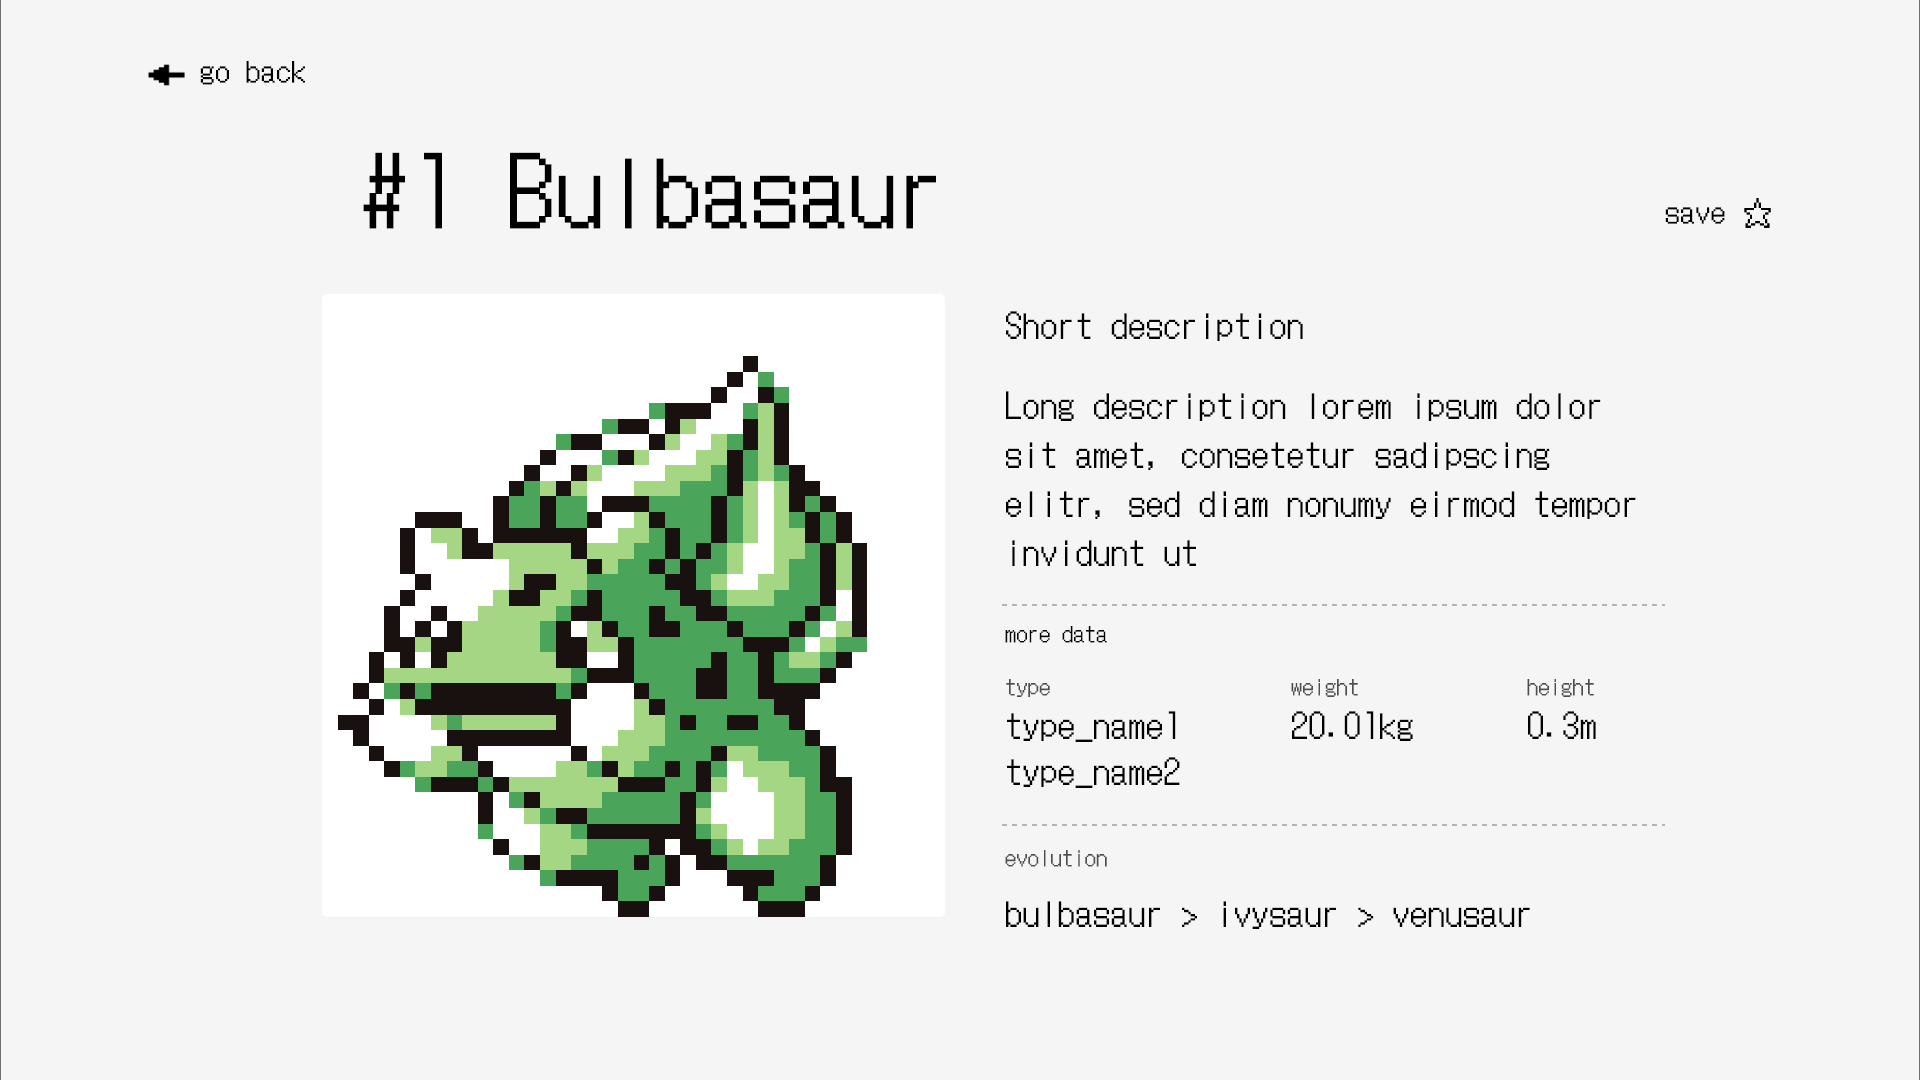 go back
#1 Bulbasaur
save
Short description
Long description lorem ipsum dolor
sit amet, consetetur sadipscing
elitr, sed diam nonumy eirmod tempor
invidunt ut
more data
type weight height
type_name1 20.01kg 0.3m
type_name2
evolution
bulbasaur > ivysaur > venusaur